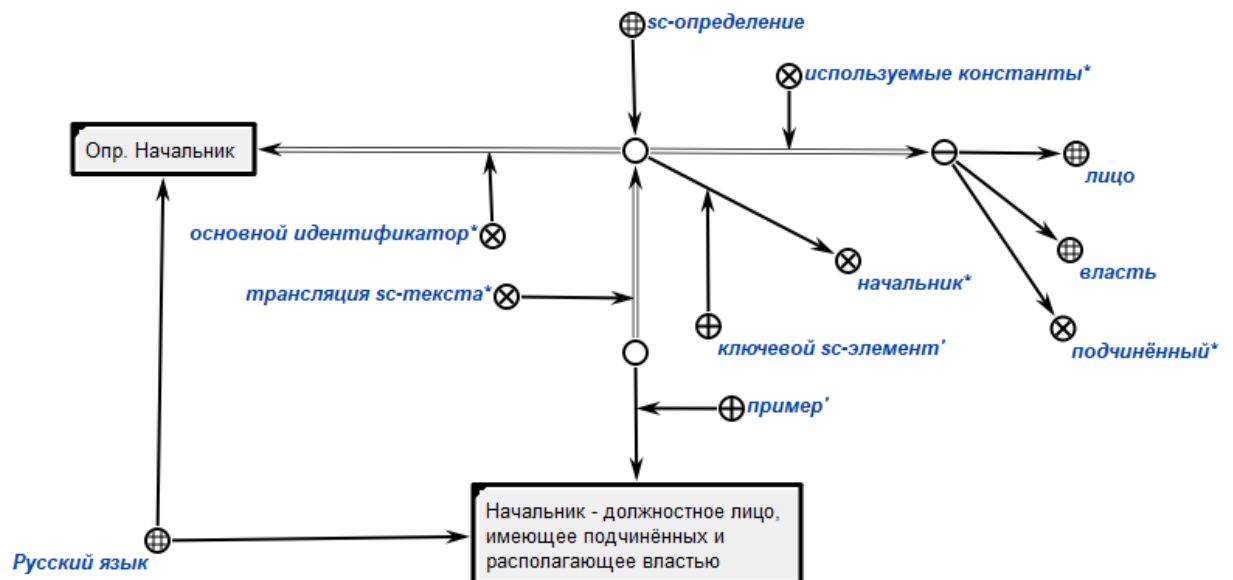 sc-определение
используемые константы*
Опр. Начальник
лицо
основной идентификатор*
власть
начальник*
трансляция sc-текста*
ключевой sc-элемент'
подчинённый*
пример'
Начальник - должностное лицо,
имеющее подчинённых и
располагающее властью
Русский язык